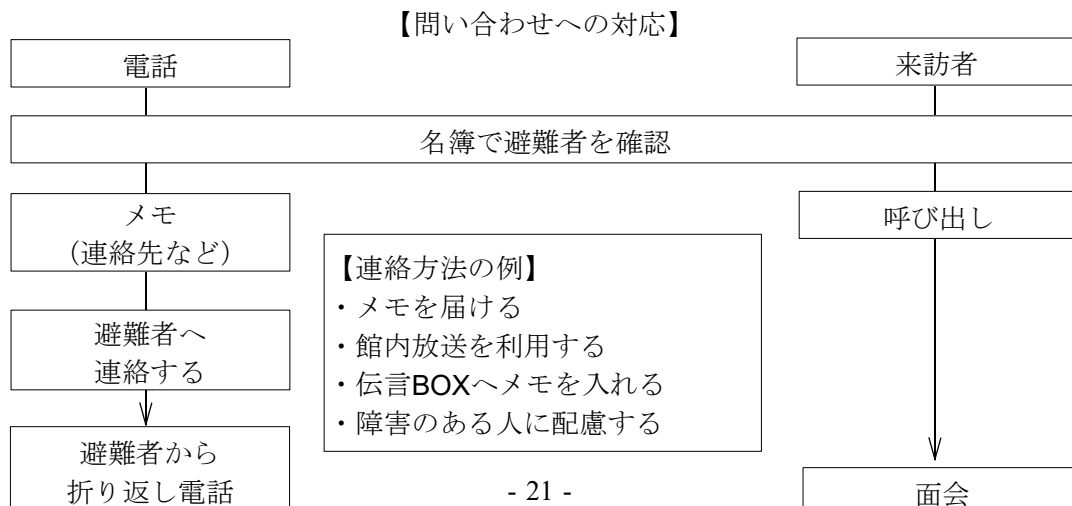 【問い合わせへの対応】
電話
来訪者
名簿で避難者を確認
メモ
（連絡先など）
呼び出し
【連絡方法の例】
・メモを届ける
・館内放送を利用する
・伝言BOXへメモを入れる
・障害のある人に配慮する
避難者へ
連絡する
避難者から
折り返し電話
面会
- 21 -